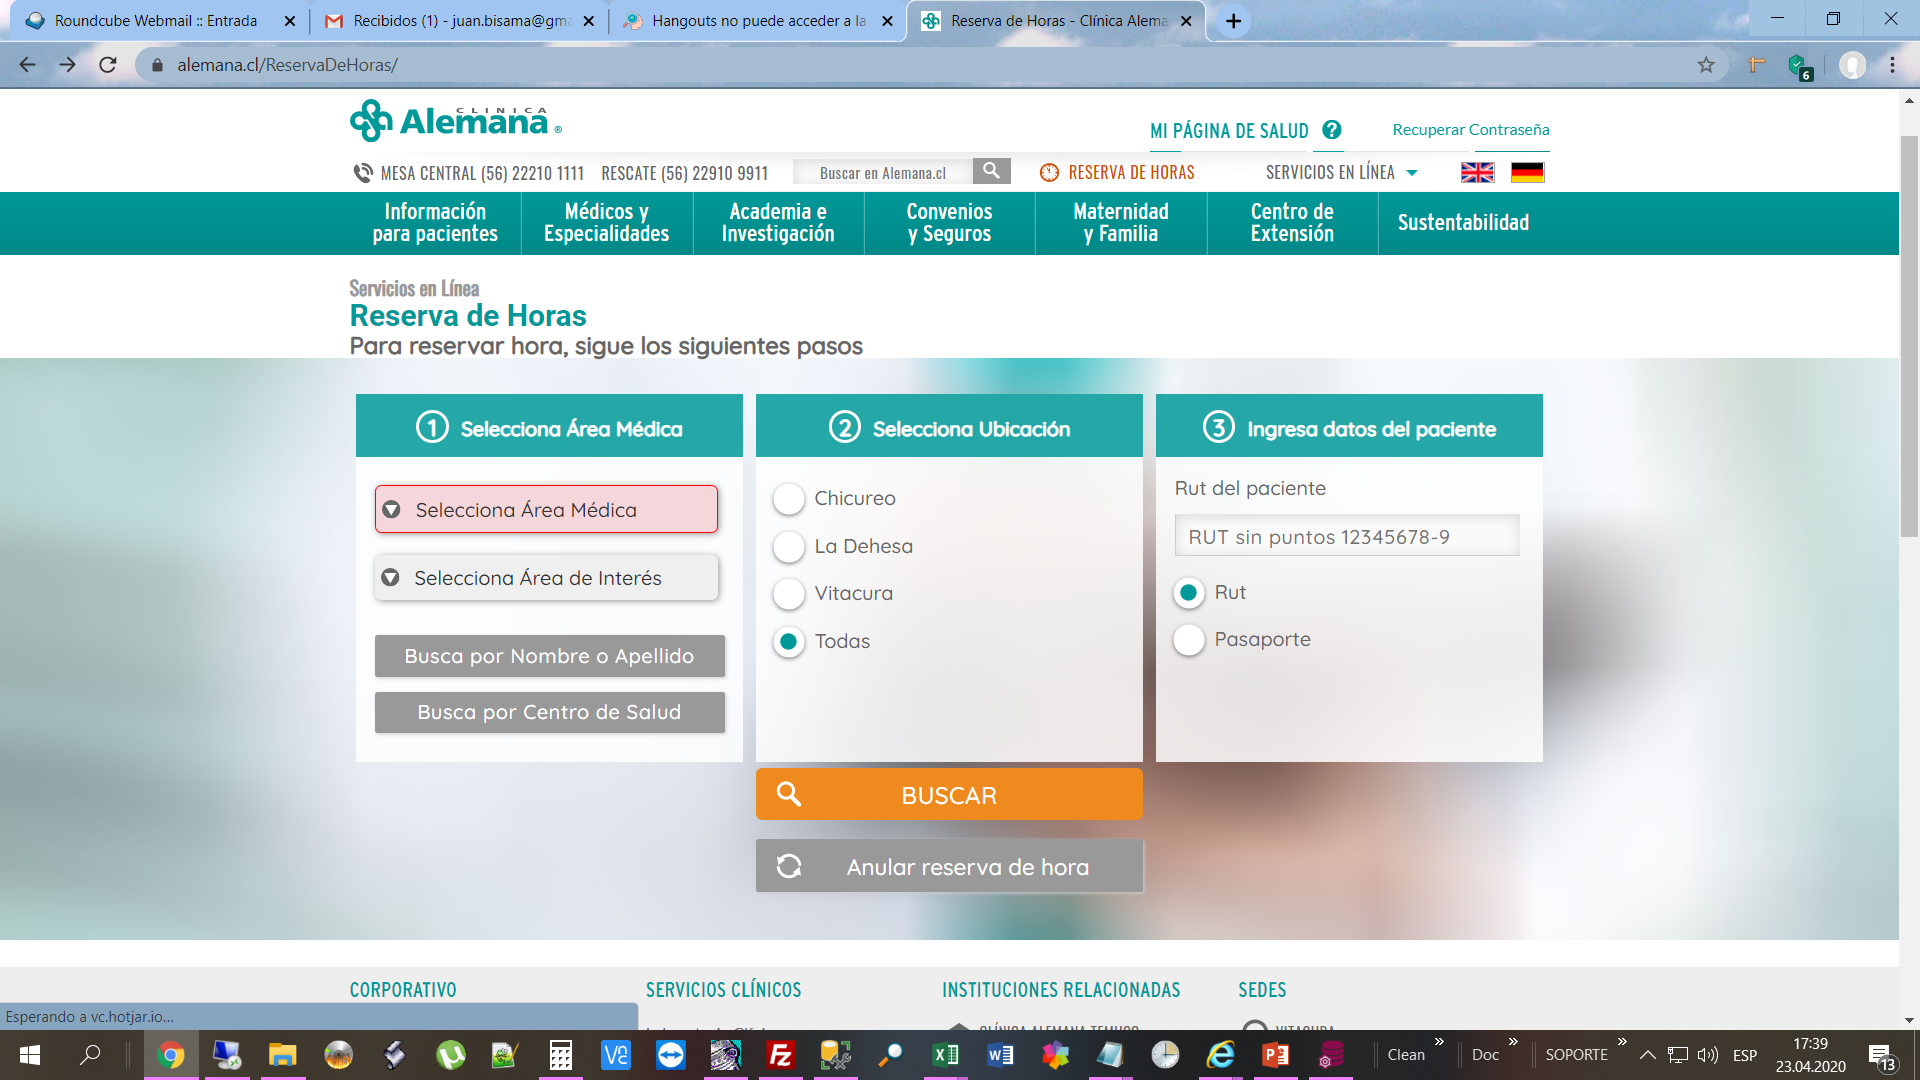 Roundcube Webmail :: Entrada
Recibidos (1) - juan.bisama@gma
Hangouts no puede acceder a la
Reserva de Horas - Clínica Alema
alemana.cl/ReservaDeHoras/
6
CLINICA
Alemana ®
MI PÁGINA DE SALUD ?
Recuperar Contraseña
MESA CENTRAL (56) 22210 1111 RESCATE (56) 22910 9911
Buscar en Alemana.cl
RESERVA DE HORAS
SERVICIOS EN LÍNEA
Información
para pacientes
Médicos y
Especialidades
Academia e
Investigación
Convenios
y Seguros
Maternidad
y Familia
Centro de
Extensión
Sustentabilidad
Servicios en Línea
Reserva de Horas
Para reservar hora, sigue los siguientes pasos
1 Selecciona Área Médica
Selecciona Área Médica
Selecciona Área de Interés
Busca por Nombre o Apellido
Busca por Centro de Salud
2 Selecciona Ubicación
Chicureo
La Dehesa
Vitacura
Todas
3 Ingresa datos del paciente
Rut del paciente
RUT sin puntos 12345678-9
Rut
Pasaporte
BUSCAR
Anular reserva de hora
CORPORATIVO
SERVICIOS CLÍNICOS
INSTITUCIONES RELACIONADAS
SEDES
CLÍNICA ALEMANA TEMUCO
VITACURA
Esperando a vc.hotjar.io...
Clean
Doc
SOPORTE
ESP
17:39
23.04.2020
13